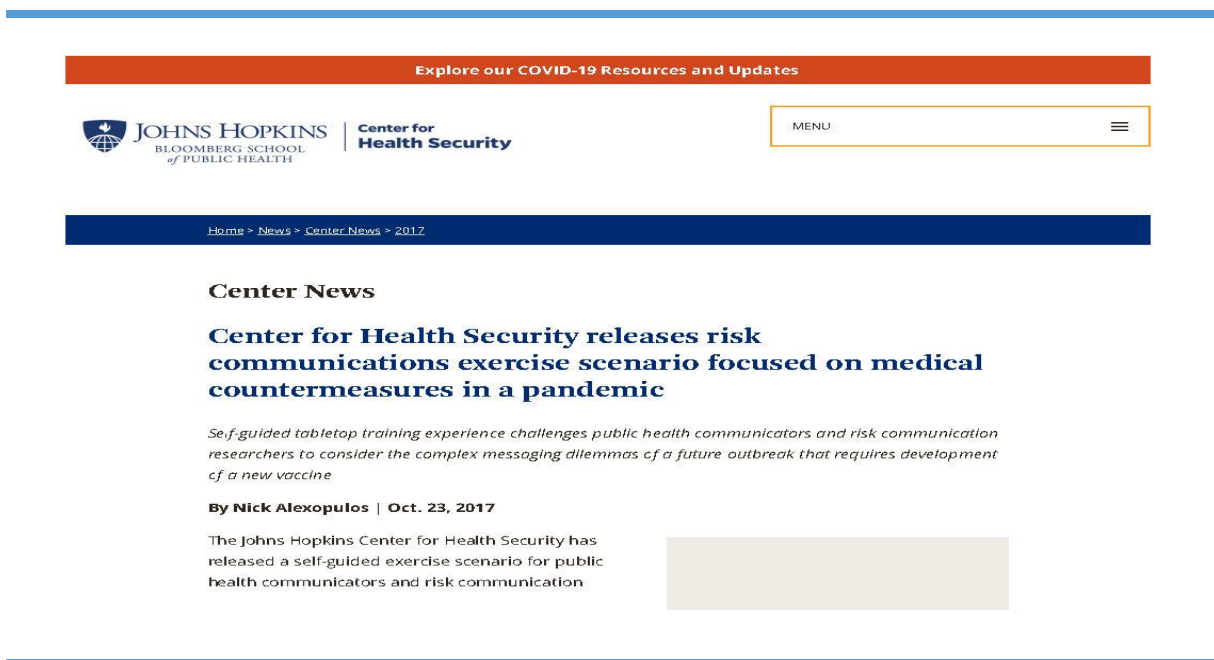 Explore our COVID-19 Resources and Updates
JOHNS HOPKINS
BLOOMBERG SCHOOL
of PUBLIC HEALTH
Center for
Health Security
MENU
Home > News > Center News > 2017
Center News
Center for Health Security releases risk
communications exercise scenario focused on medical
countermeasures in a pandemic
Self-guided tabletop training experience challenges public health communicators and risk communication
researchers to consider the complex messaging dilemmas of a future outbreak that requires development
of a new vaccine
By Nick Alexopulos | Oct. 23, 2017
The Johns Hopkins Center for Health Security has
released a self-guided exercise scenario for public
health communicators and risk communication